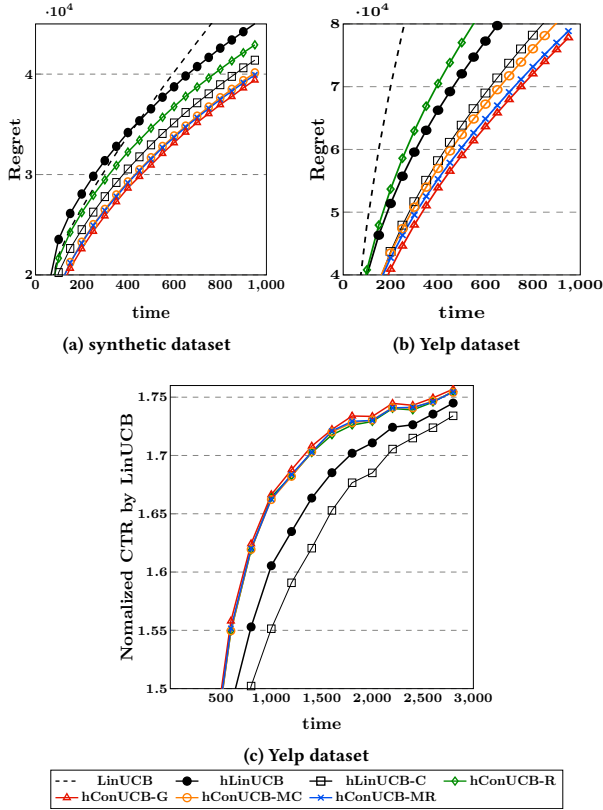 ·10⁴
4
3
2
0 200 400 600 800 1,000
Regret
time
(a) synthetic dataset
·10⁴
8
7
6
5
4
0 200 400 600 800 1,000
Regret
time
(b) Yelp dataset
1.75
1.7
1.65
1.6
1.55
1.5
500 1,000 1,500 2,000 2,500 3,000
Nomalized CTR by LinUCB
time
(c) Yelp dataset
LinUCB hLinUCB hLinUCB-C hConUCB-R
hConUCB-G hConUCB-MC hConUCB-MR